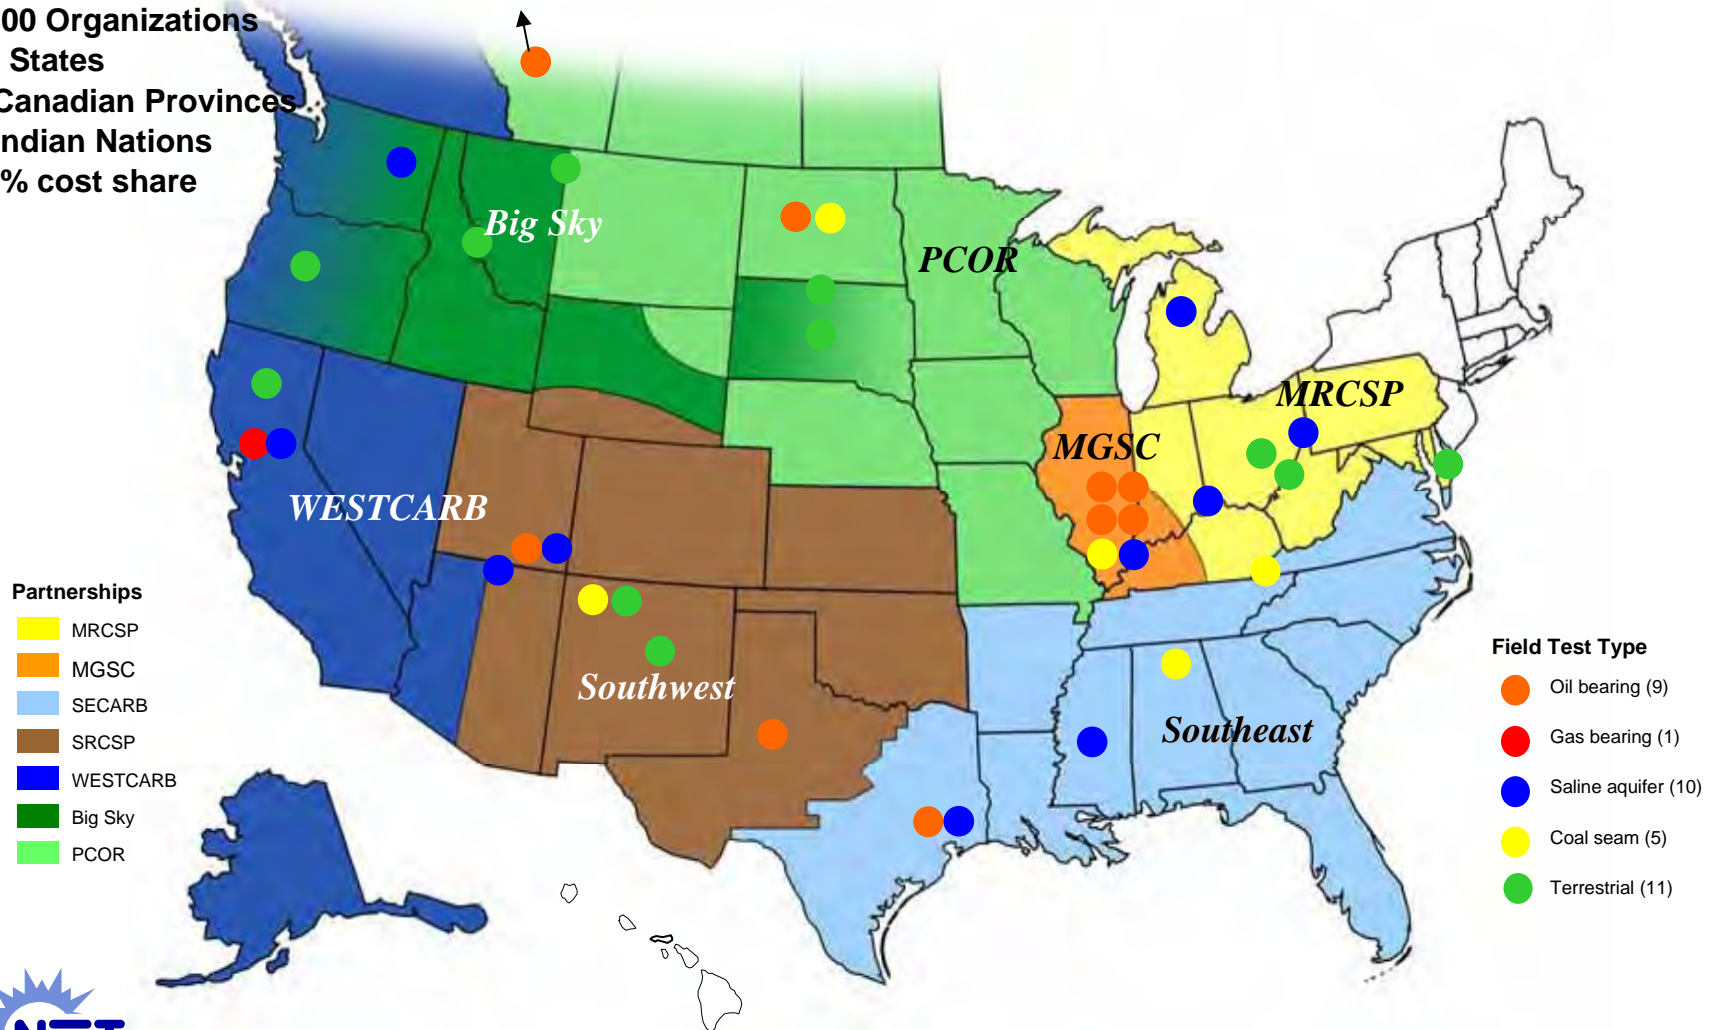 00 Organizations
States
Canadian Provinces
ndian Nations
% cost share
Big Sky
PCOR
MRCSP
MGSC
WESTCARB
Southwest
Southeast
Partnerships
MRCSP
MGSC
SECARB
SRCSP
WESTCARB
Big Sky
PCOR
Field Test Type
Oil bearing (9)
Gas bearing (1)
Saline aquifer (10)
Coal seam (5)
Terrestrial (11)